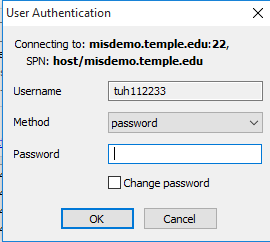 User Authentication
Connecting to: misdemo.temple.edu:22,
SPN: host/misdemo.temple.edu
Username tuh112233
Method password
Password
Change password
OK Cancel